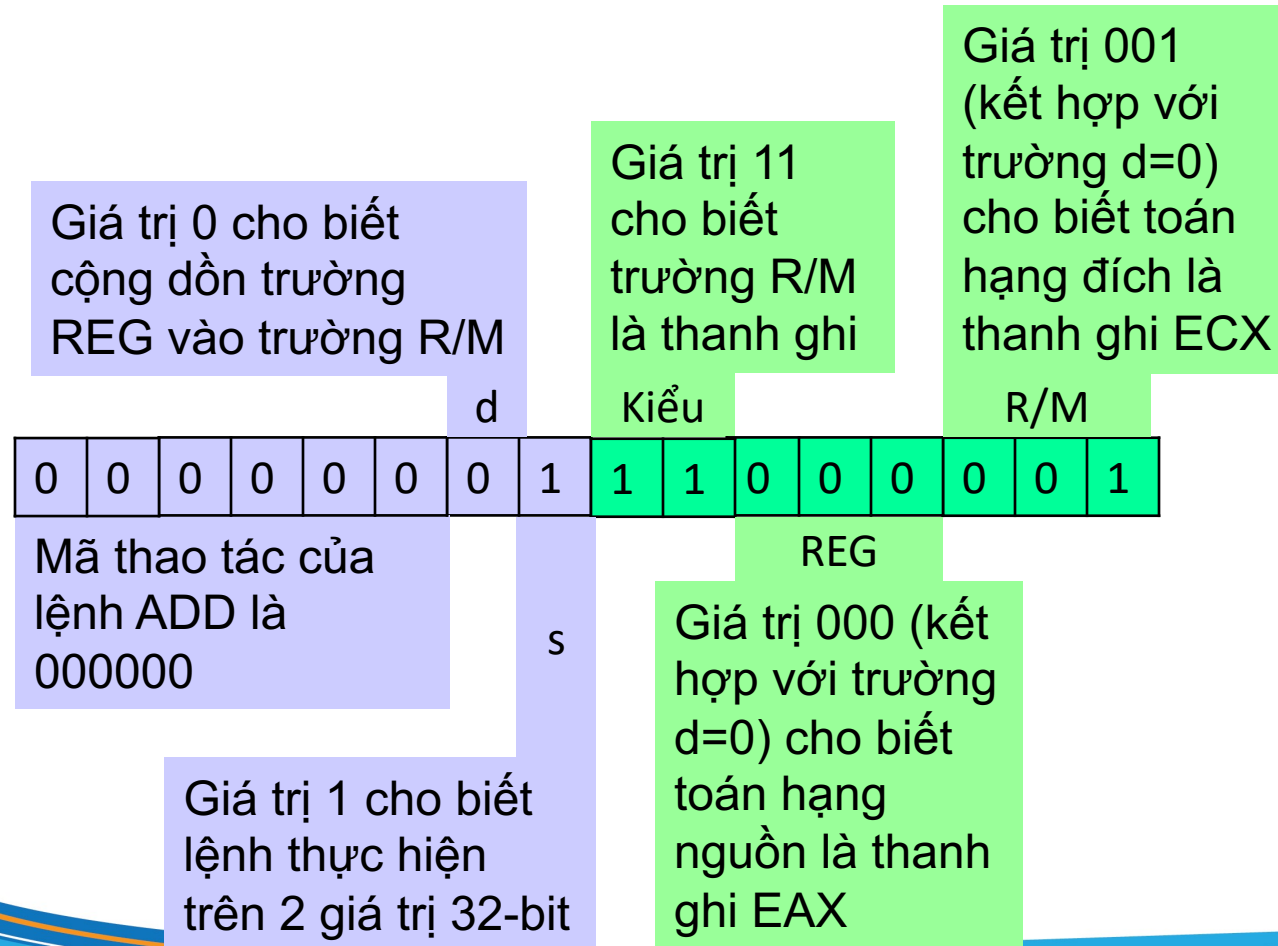 Giá trị 0 cho biết
cộng dồn trường
REG vào trường R/M
Giá trị 11
cho biết
trường R/M
là thanh ghi
Giá trị 001
(kết hợp với
trường d=0)
cho biết toán
hạng đích là
thanh ghi ECX
d Kiểu R/M
0 0 0 0 0 0 0 1 1 1 0 0 0 0 0 1
Mã thao tác của
lệnh ADD là
000000
s
REG
Giá trị 1 cho biết
lệnh thực hiện
trên 2 giá trị 32-bit
Giá trị 000 (kết
hợp với trường
d=0) cho biết
toán hạng
nguồn là thanh
ghi EAX